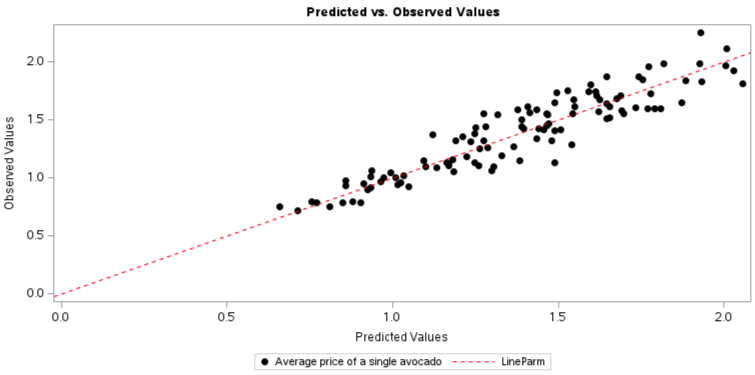 Predicted vs. Observed Values
Observed Values
2.0
1.5
1.0
0.5
0.0
0.0 0.5 1.0 1.5 2.0
Predicted Values
Average price of a single avocado LineParm